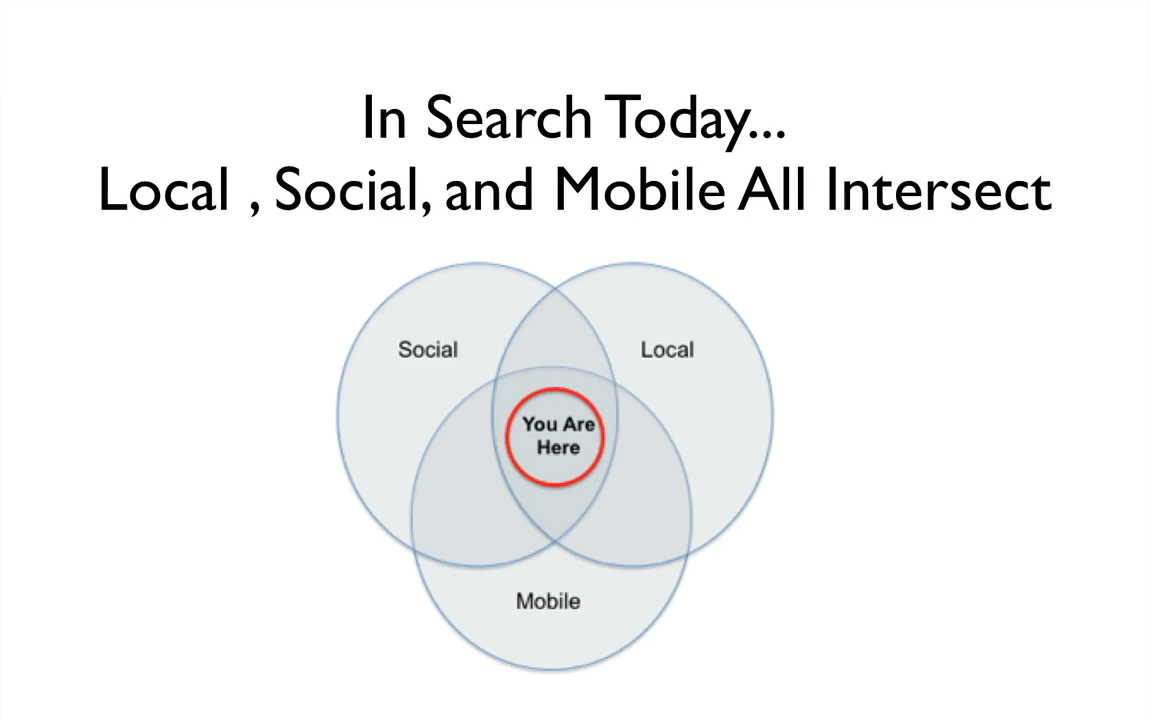 In Search Today...
Local , Social, and Mobile All Intersect
Social
Local
You Are
Here
Mobile